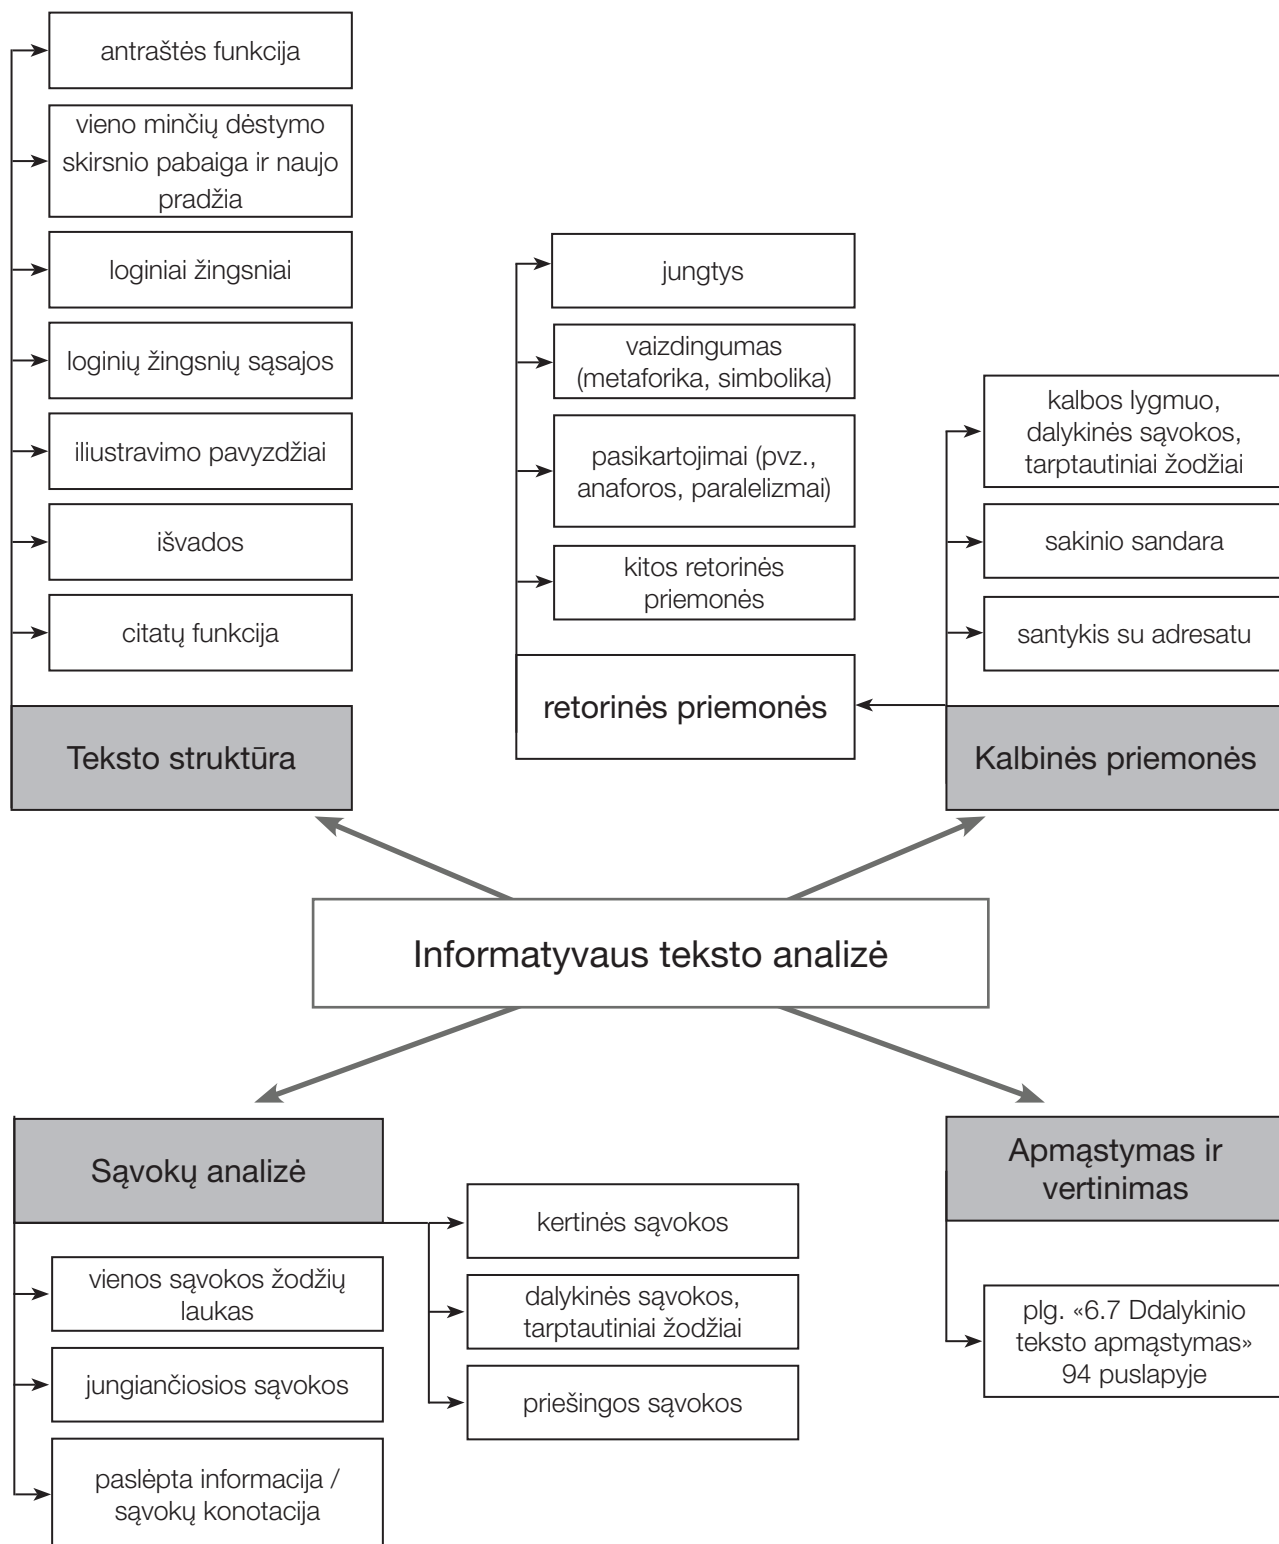 antraštės funkcija
vieno minčių dėstymo
skirsnio pabaiga ir naujo
pradžia
loginiai žingsniai
loginių žingsnių sąsajos
iliustravimo pavyzdžiai
išvados
citatų funkcija
Teksto struktūra
jungtys
vaizdingumas
(metaforika, simbolika)
pasikartojimai (pvz.,
anaforos, paralelizmai)
kitos retorinės
priemonės
retorinės priemonės
kalbos lygmuo,
dalykinės sąvokos,
tarptautiniai žodžiai
sakinio sandara
santykis su adresatu
Kalbinės priemonės
Informatyvaus teksto analizė
Sąvokų analizė
vienos sąvokos žodžių
laukas
jungiančiosios sąvokos
paslėpta informacija /
sąvokų konotacija
kertinės sąvokos
dalykinės sąvokos,
tarptautiniai žodžiai
priešingos sąvokos
Apmąstymas ir
vertinimas
plg. «6.7 Ddalykinio
teksto apmąstymas»
94 puslapyje